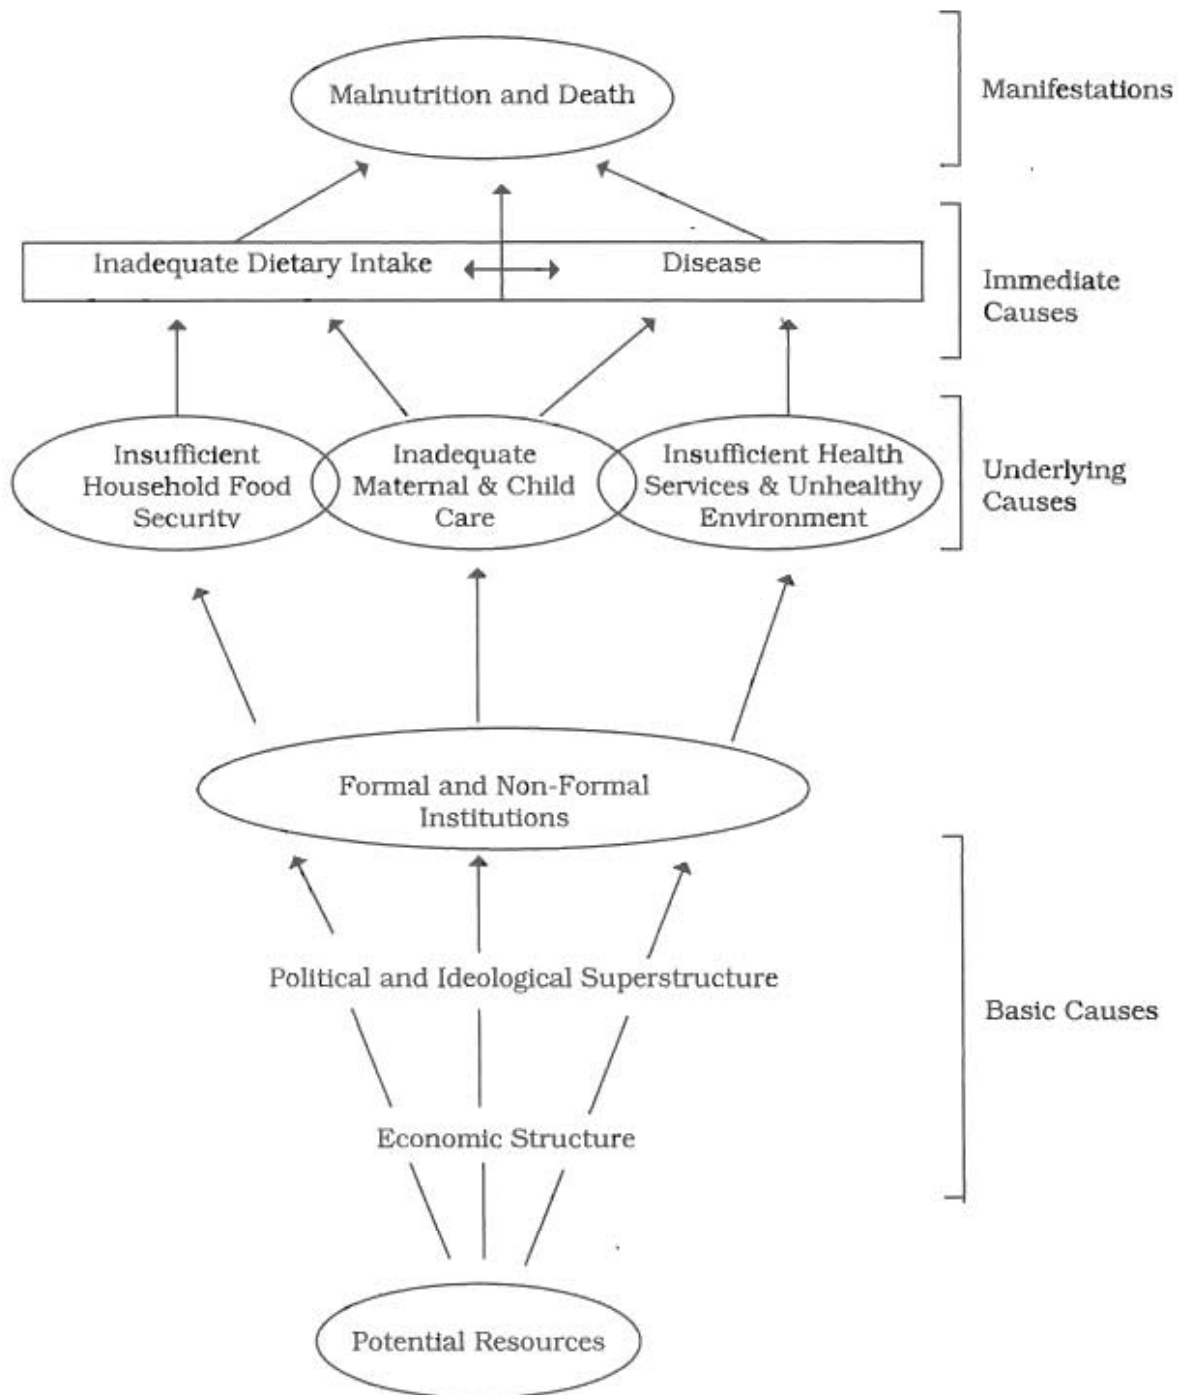 Malnutrition and Death
Manifestations
Inadequate Dietary Intake
Disease
Immediate
Causes
Insufficient
Household Food
Security
Inadequate
Maternal & Child
Care
Insufficient Health
Services & Unhealthy
Environment
Underlying
Causes
Formal and Non-Formal
Institutions
Political and Ideological Superstructure
Basic Causes
Economic Structure
Potential Resources